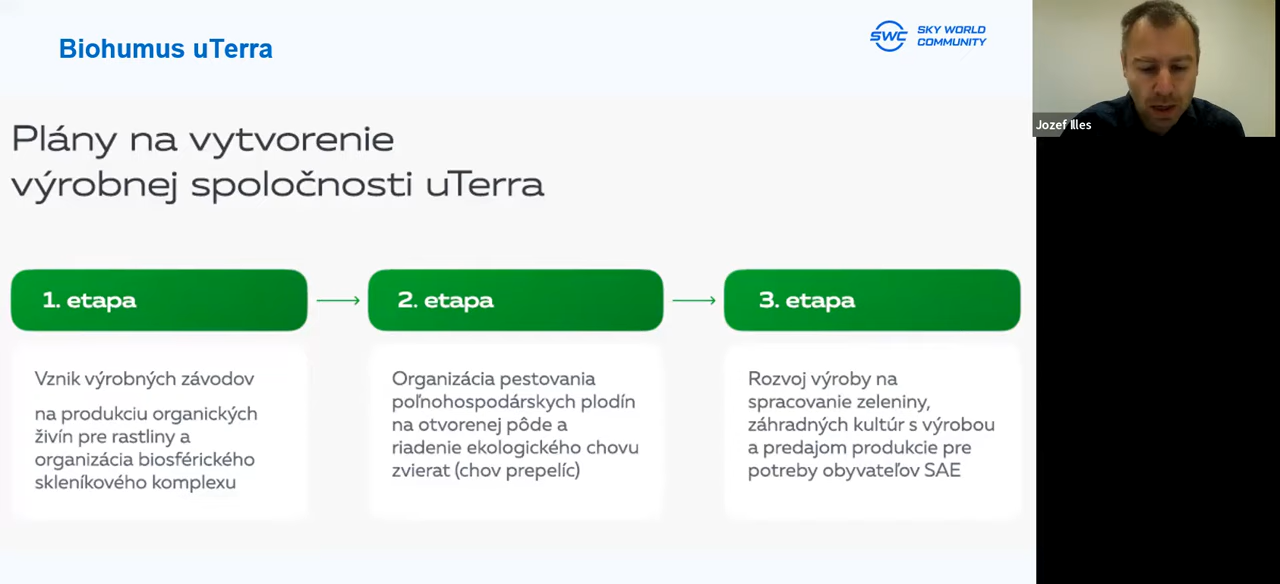 Biohumus uTerra
SWC
SKY WORLD
COMMUNITY
Jozef Illes
Plány na vytvorenie
výrobnej spoločnosti uTerra
1. etapa
Vznik výrobných závodov
na produkciu organických
živín pre rastliny a
organizácia biosférického
skleníkového komplexu
2. etapa
Organizácia pestovania
poľnohospodárskych plodín
na otvorenej pôde a
riadenie ekologického chovu
zvierat (chov prepelíc)
3. etapa
Rozvoj výroby na
spracovanie zeleniny,
záhradných kultúr s výrobou
a predajom produkcie pre
potreby obyvateľov SAE